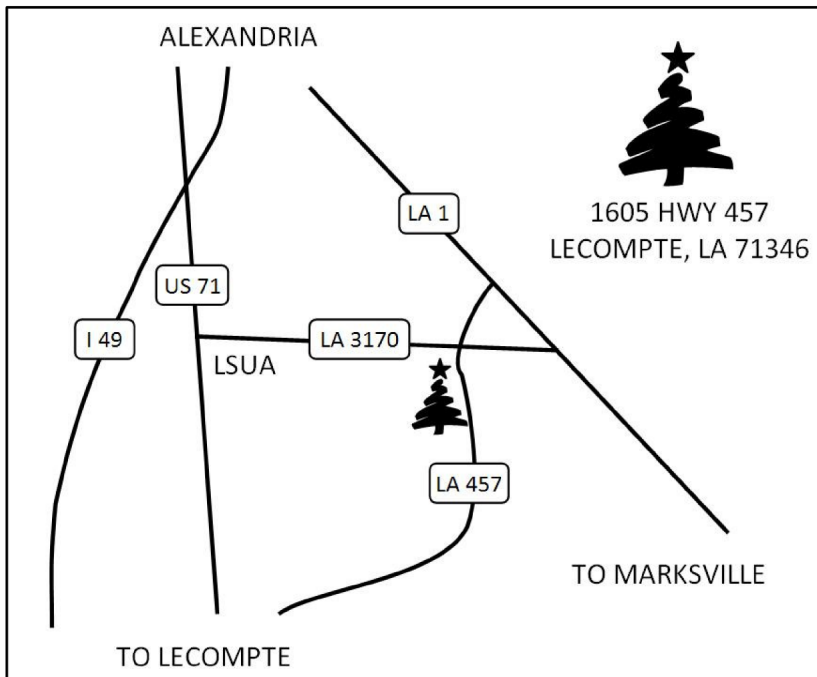 ALEXANDRIA
LA 1
1605 HWY 457
LECOMPTE, LA 71346
US 71
I 49
LA 3170
LSUA
LA 457
TO MARKSVILLE
TO LECOMPTE